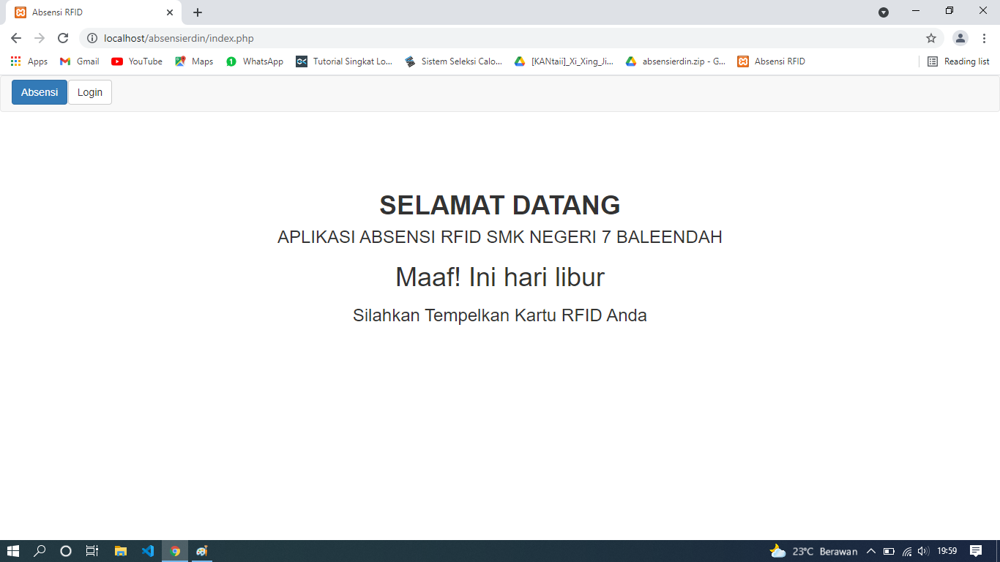 Absensi RFID
localhost/absensierdin/index.php
Apps Gmail YouTube Maps WhatsApp Tutorial Singkat Lo... Sistem Seleksi Calo... [KANtaii]_Xi_Xing_Ji... absensierdin.zip - G... Absensi RFID Reading list
Absensi Login
SELAMAT DATANG
APLIKASI ABSENSI RFID SMK NEGERI 7 BALEENDAH
Maaf! Ini hari libur
Silahkan Tempelkan Kartu RFID Anda
23°C Berawan 19:59